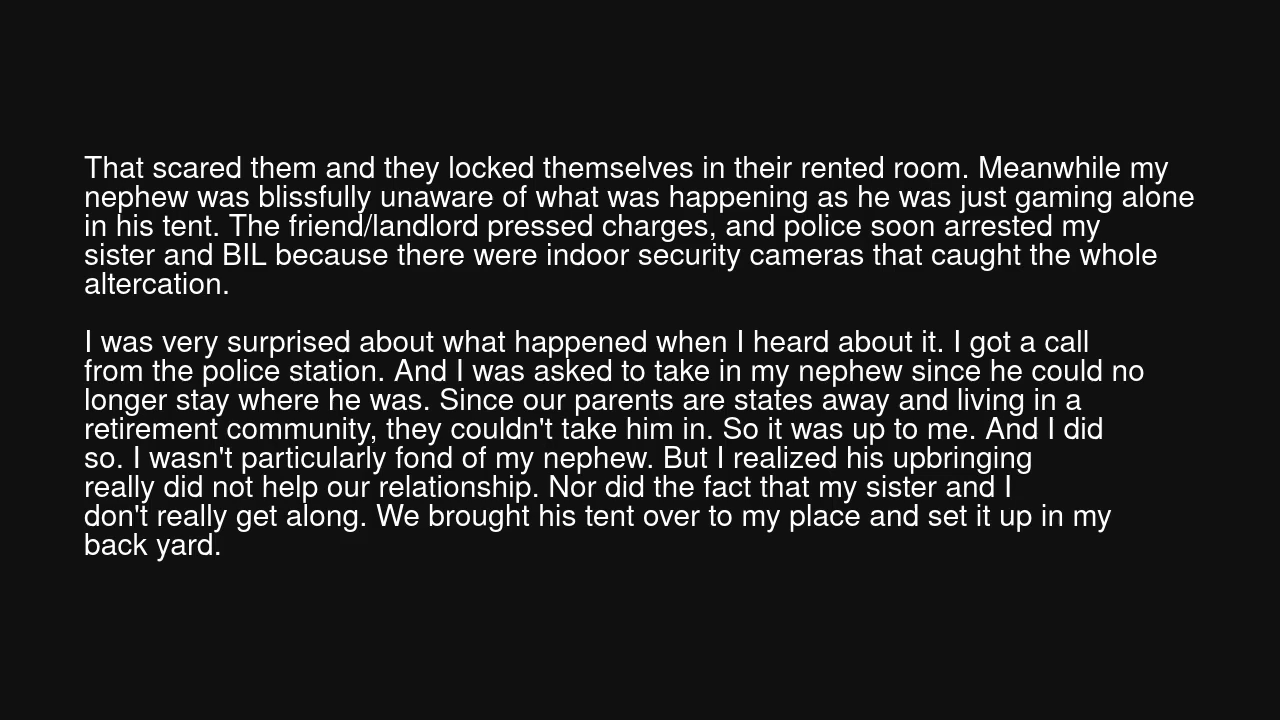 That scared them and they locked themselves in their rented room. Meanwhile my
nephew was blissfully unaware of what was happening as he was just gaming alone
in his tent. The friend/landlord pressed charges, and police soon arrested my
sister and BIL because there were indoor security cameras that caught the whole
altercation.
I was very surprised about what happened when I heard about it. I got a call
from the police station. And I was asked to take in my nephew since he could no
longer stay where he was. Since our parents are states away and living in a
retirement community, they couldn't take him in. So it was up to me. And I did
so. I wasn't particularly fond of my nephew. But I realized his upbringing
really did not help our relationship. Nor did the fact that my sister and I
don't really get along. We brought his tent over to my place and set it up in my
back yard.